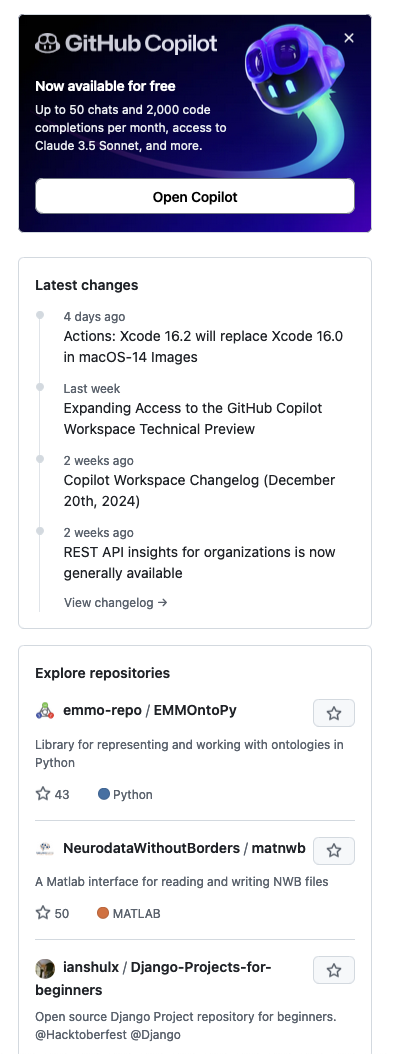 GitHub Copilot
Now available for free
Up to 50 chats and 2,000 code
completions per month, access to
Claude 3.5 Sonnet, and more.
Open Copilot
Latest changes
4 days ago
Actions: Xcode 16.2 will replace Xcode 16.0
in macOS-14 Images
Last week
Expanding Access to the GitHub Copilot
Workspace Technical Preview
2 weeks ago
Copilot Workspace Changelog (December
20th, 2024)
2 weeks ago
REST API insights for organizations is now
generally available
View changelog →
Explore repositories
emmo-repo / EMMOntoPy
Library for representing and working with ontologies in
Python
43 Python
NeurodataWithoutBorders / matnwb
A Matlab interface for reading and writing NWB files
50 MATLAB
ianshulx / Django-Projects-for-
beginners
Open source Django Project repository for beginners.
@Hacktoberfest @Django